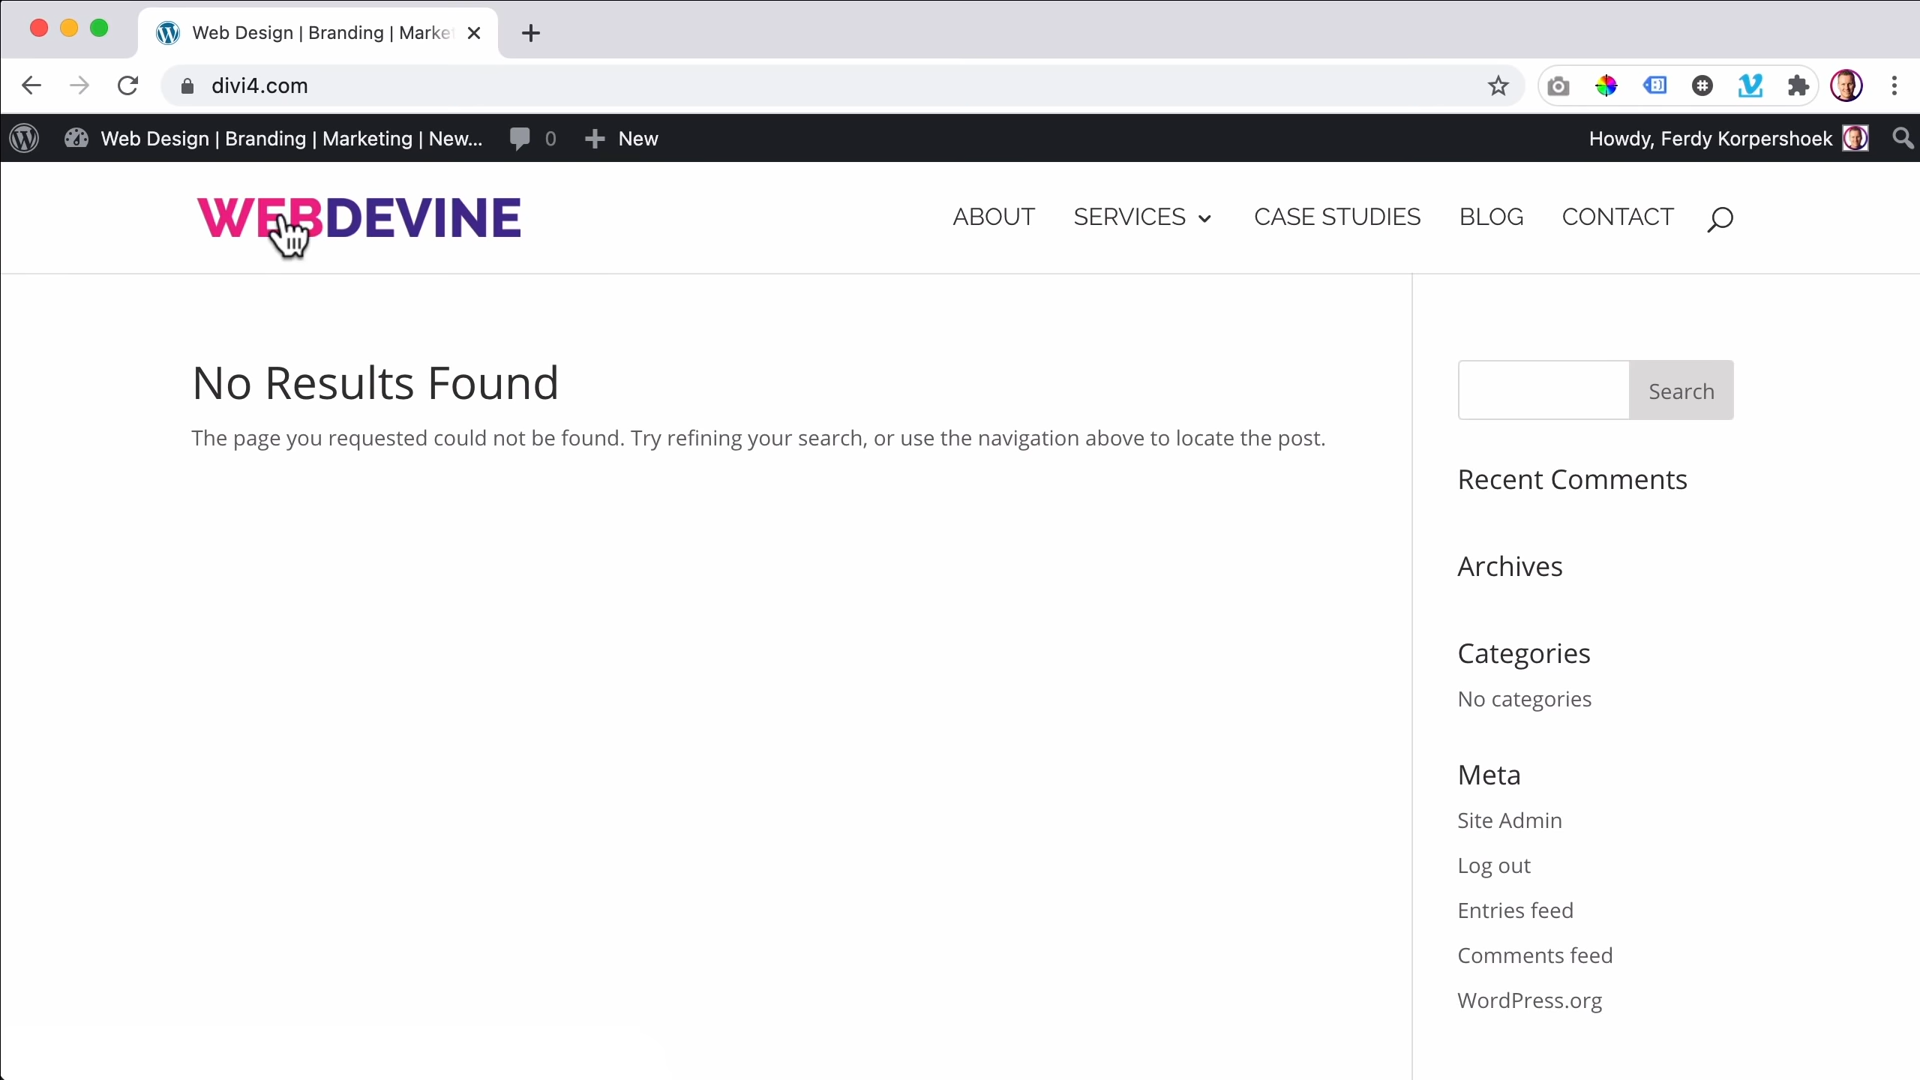 Web Design | Branding | Marke
divi4.com
Web Design | Branding | Marketing | New... 0 New Howdy, Ferdy Korpershoek
WEBDEVINE ABOUT SERVICES CASE STUDIES BLOG CONTACT
No Results Found
The page you requested could not be found. Try refining your search, or use the navigation above to locate the post.
Search
Recent Comments
Archives
Categories
No categories
Meta
Site Admin
Log out
Entries feed
Comments feed
WordPress.org